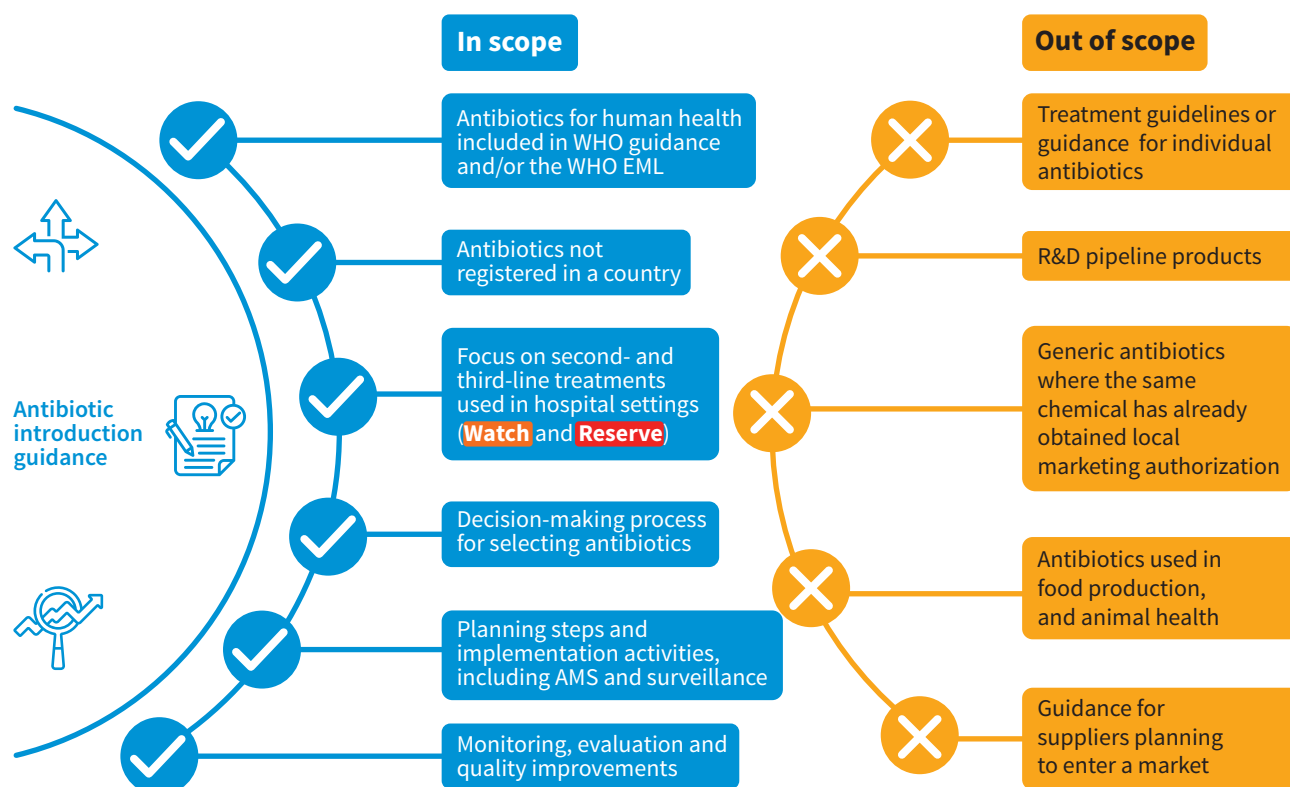 In scope
Antibiotics for human health
included in WHO guidance
and/or the WHO EML
Antibiotics not
registered in a country
Focus on second- and
third-line treatments
used in hospital settings
(Watch and Reserve)
Decision-making process
for selecting antibiotics
Planning steps and
implementation activities,
including AMS and surveillance
Monitoring, evaluation and
quality improvements
Antibiotic
introduction
guidance
Out of scope
Treatment guidelines or
guidance for individual
antibiotics
R&D pipeline products
Generic antibiotics
where the same
chemical has already
obtained local
marketing authorization
Antibiotics used in
food production,
and animal health
Guidance for
suppliers planning
to enter a market